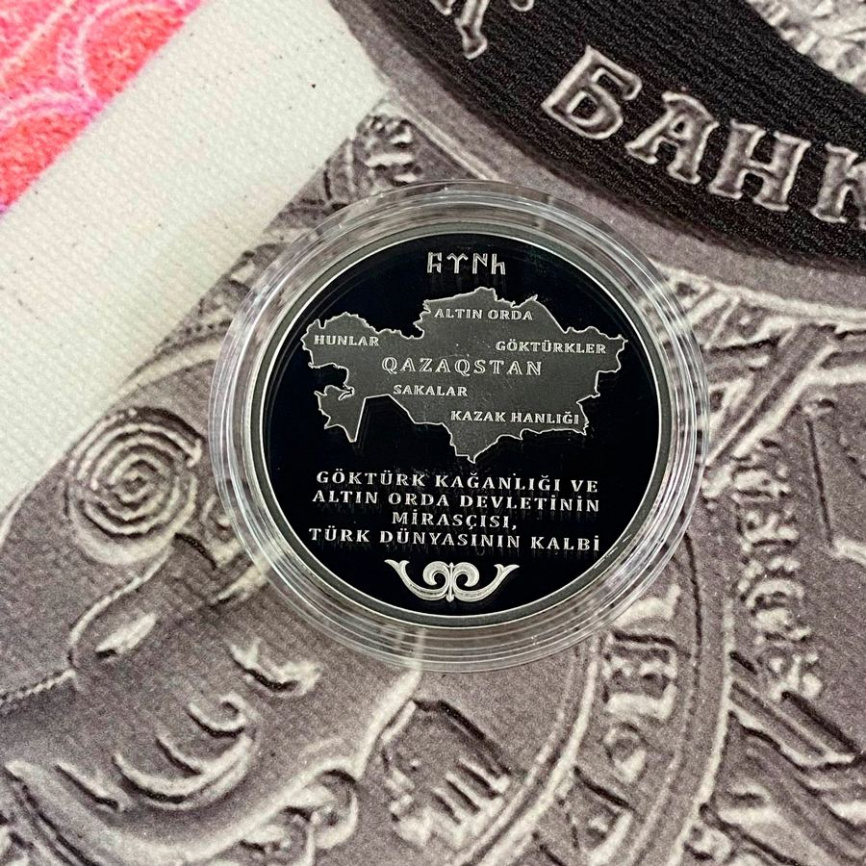 БАНК
𐱅𐰇𐰼𐰜
ALTIN ORDA
HUNLAR
GÖKTÜRKLER
QAZAQSTAN
SAKALAR
KAZAK HANLIĞI
GÖKTÜRK KAĞANLIĞI VE
ALTIN ORDA DEVLETİNİN
MİRASÇISI,
TÜRK DÜNYASININ KALBİ